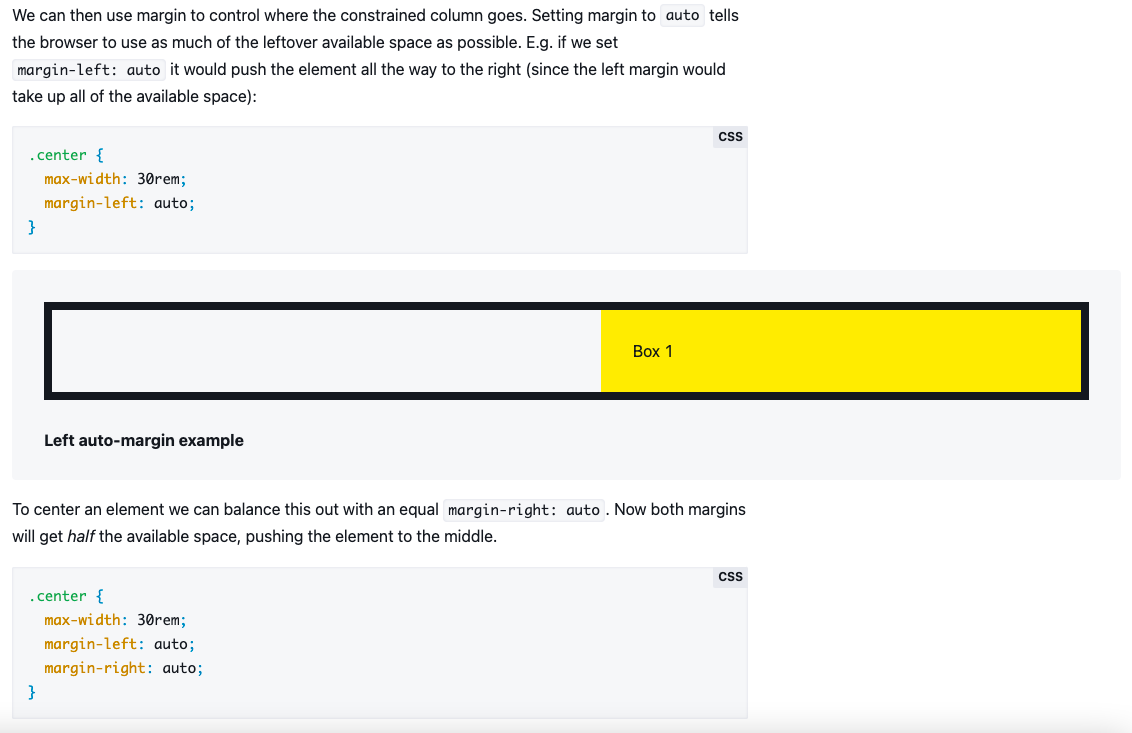 We can then use margin to control where the constrained column goes. Setting margin to auto tells
the browser to use as much of the leftover available space as possible. E.g. if we set
margin-left: auto it would push the element all the way to the right (since the left margin would
take up all of the available space):
CSS
.center {
  max-width: 30rem;
  margin-left: auto;
}
Box 1
Left auto-margin example
To center an element we can balance this out with an equal margin-right: auto. Now both margins
will get half the available space, pushing the element to the middle.
CSS
.center {
  max-width: 30rem;
  margin-left: auto;
  margin-right: auto;
}